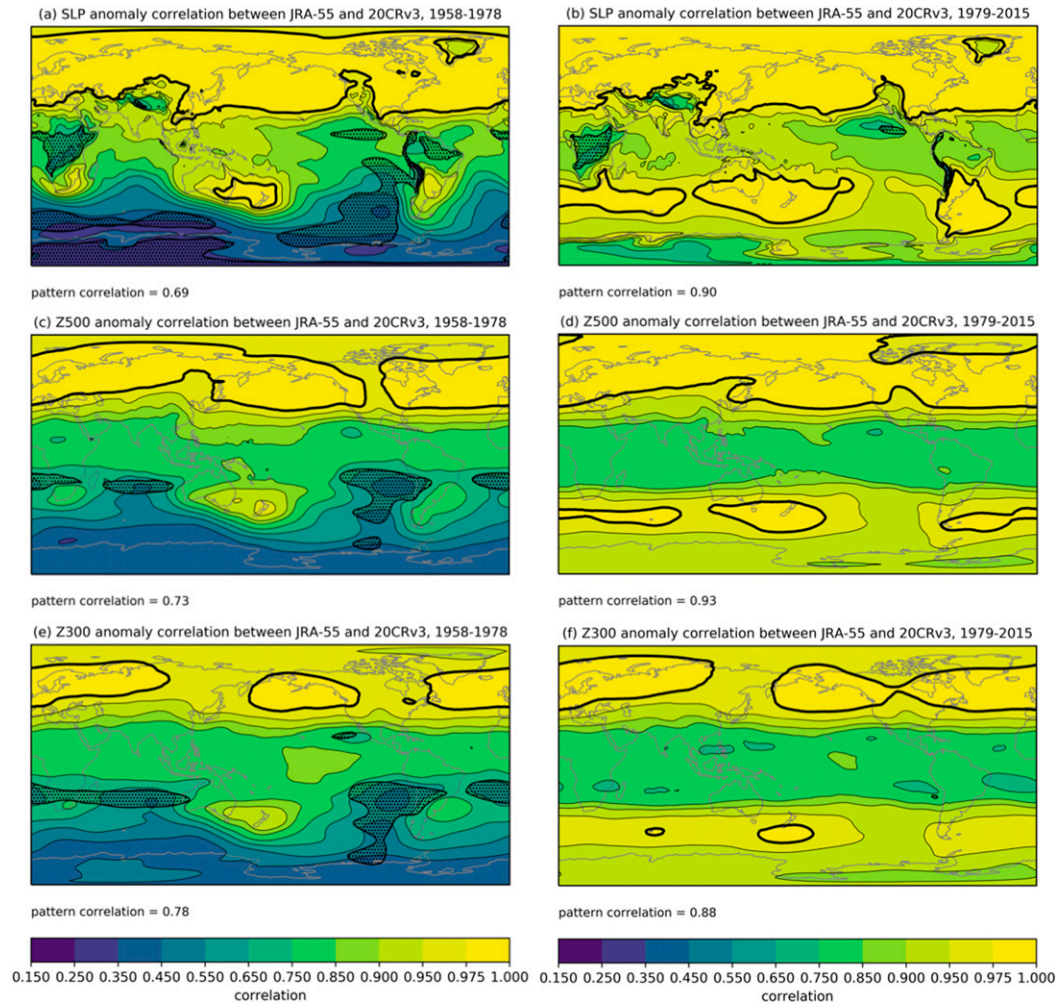 (a) SLP anomaly correlation between JRA-55 and 20CRv3, 1958-1978
(b) SLP anomaly correlation between JRA-55 and 20CRv3, 1979-2015
pattern correlation = 0.69
pattern correlation = 0.90
(c) Z500 anomaly correlation between JRA-55 and 20CRv3, 1958-1978
(d) Z500 anomaly correlation between JRA-55 and 20CRv3, 1979-2015
pattern correlation = 0.73
pattern correlation = 0.93
(e) Z300 anomaly correlation between JRA-55 and 20CRv3, 1958-1978
(f) Z300 anomaly correlation between JRA-55 and 20CRv3, 1979-2015
pattern correlation = 0.78
pattern correlation = 0.88
0.150 0.250 0.350 0.450 0.550 0.650 0.750 0.850 0.900 0.950 0.975 1.000
correlation
0.150 0.250 0.350 0.450 0.550 0.650 0.750 0.850 0.900 0.950 0.975 1.000
correlation